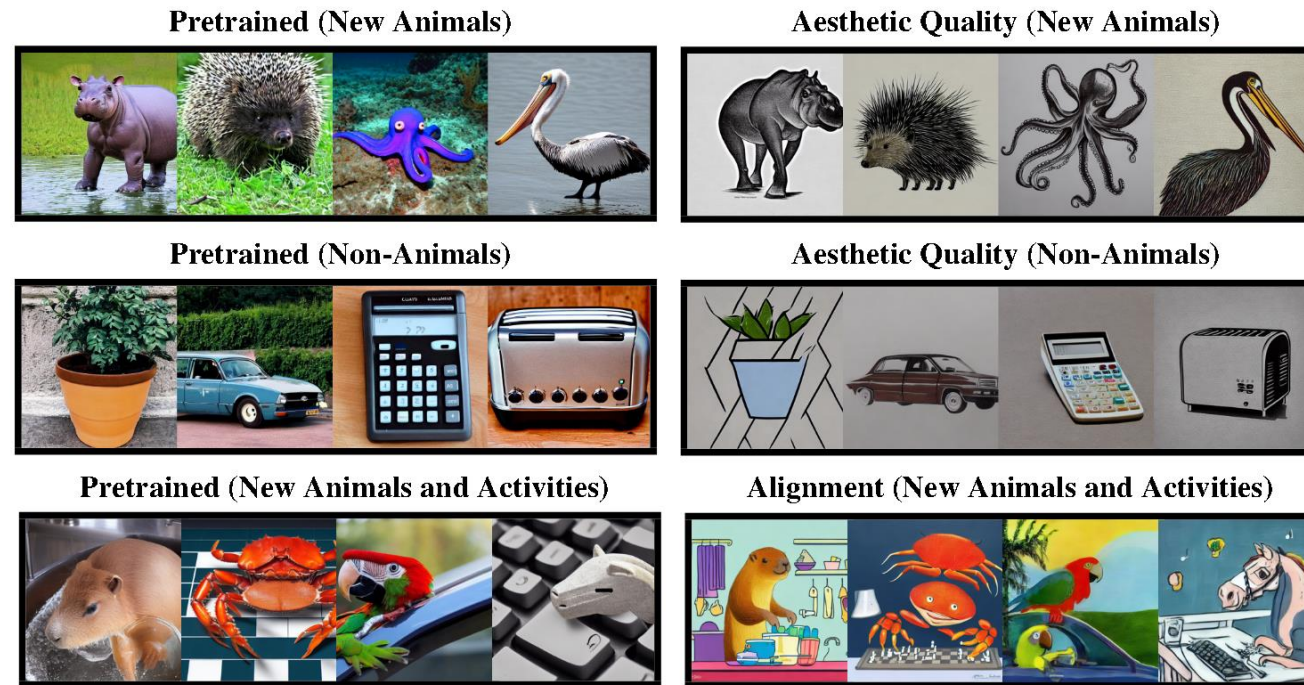 Pretrained (New Animals)
Aesthetic Quality (New Animals)
Pretrained (Non-Animals)
Aesthetic Quality (Non-Animals)
Pretrained (New Animals and Activities)
Alignment (New Animals and Activities)